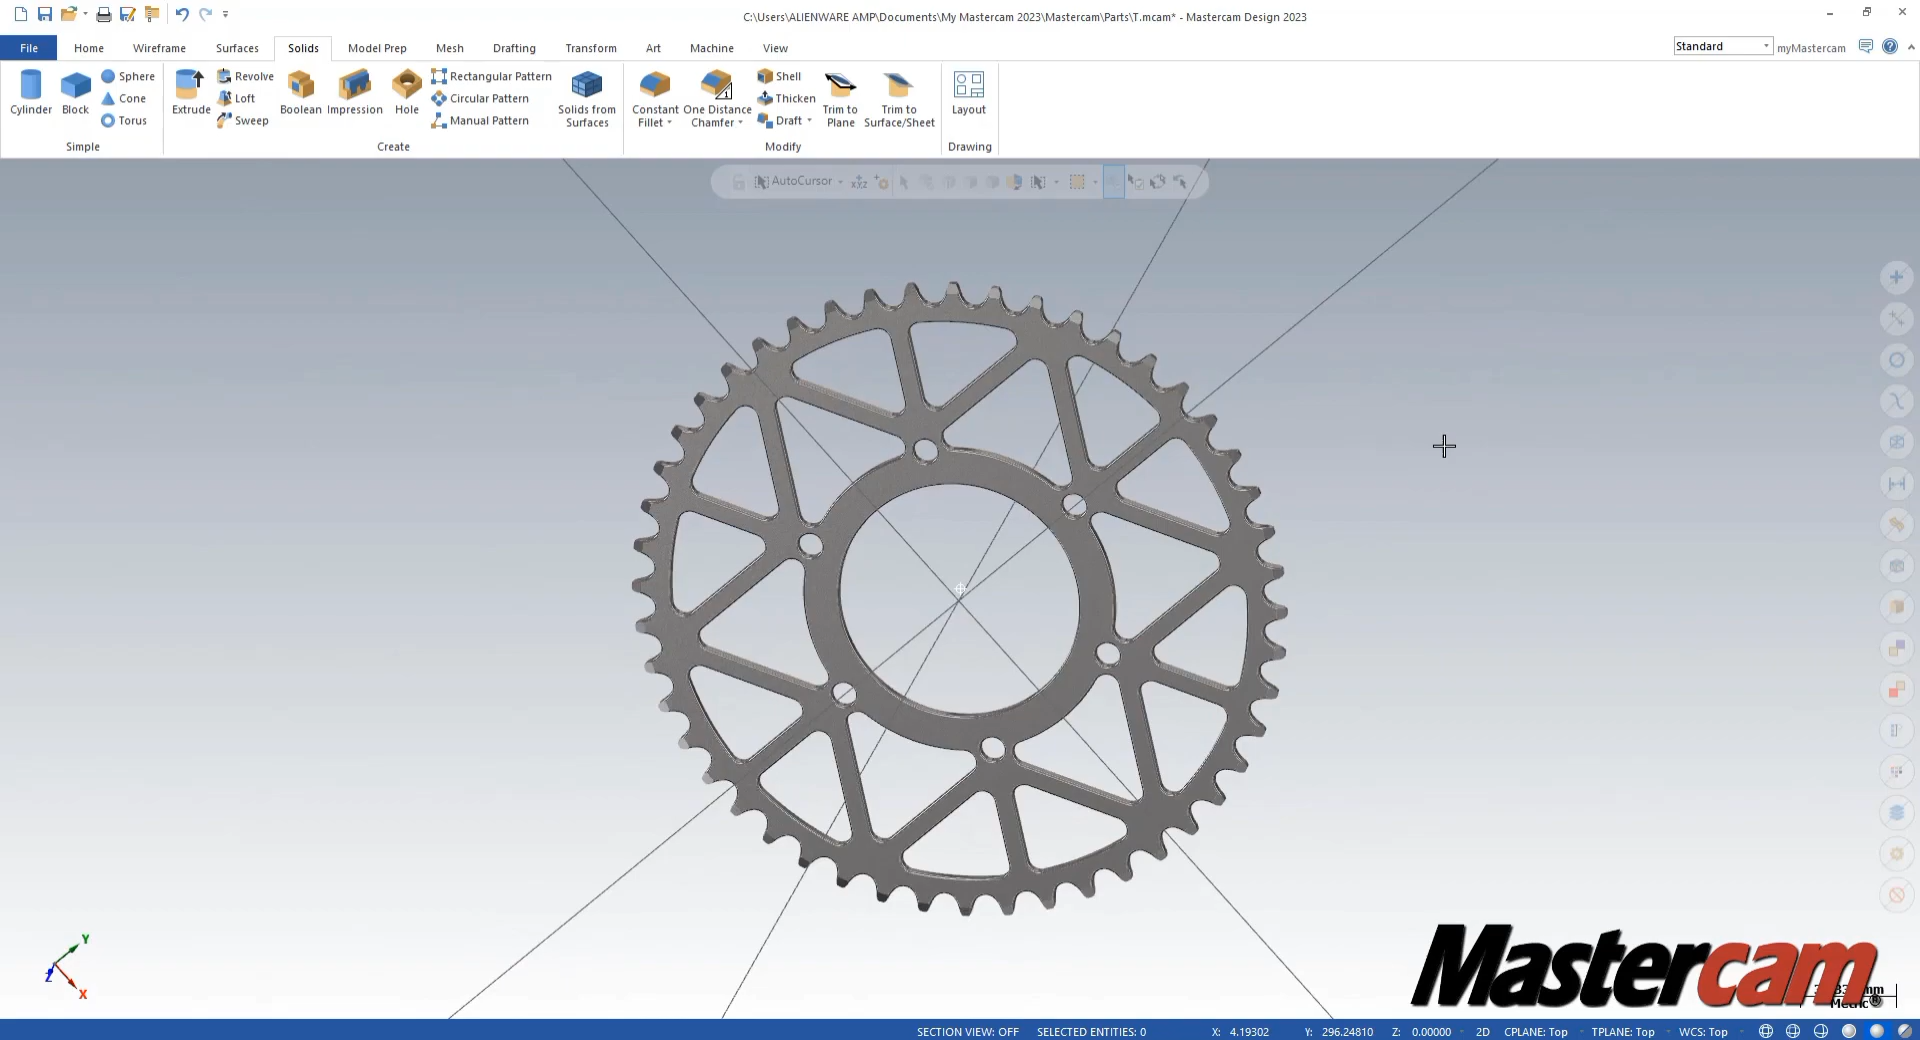 C:\Users\ALIENWARE AMP\Documents\My Mastercam 2023\Mastercam\Parts\T.mcam* - Mastercam Design 2023
File Home Wireframe Surfaces Solids Model Prep Mesh Drafting Transform Art Machine View Standard myMastercam
Cylinder Block Sphere Cone Torus
Simple
Extrude Revolve Loft Sweep Boolean Impression Hole Rectangular Pattern Circular Pattern Manual Pattern Solids from Surfaces
Create
Constant Fillet One Distance Chamfer Shell Thicken Draft Trim to Plane Trim to Surface/Sheet
Modify
Layout
Drawing
AutoCursor
Y
Z
X
Mastercam
mm
Metric®
SECTION VIEW: OFF SELECTED ENTITIES: 0 X: 4.19302 Y: 296.24810 Z: 0.00000 2D CPLANE: Top TPLANE: Top WCS: Top